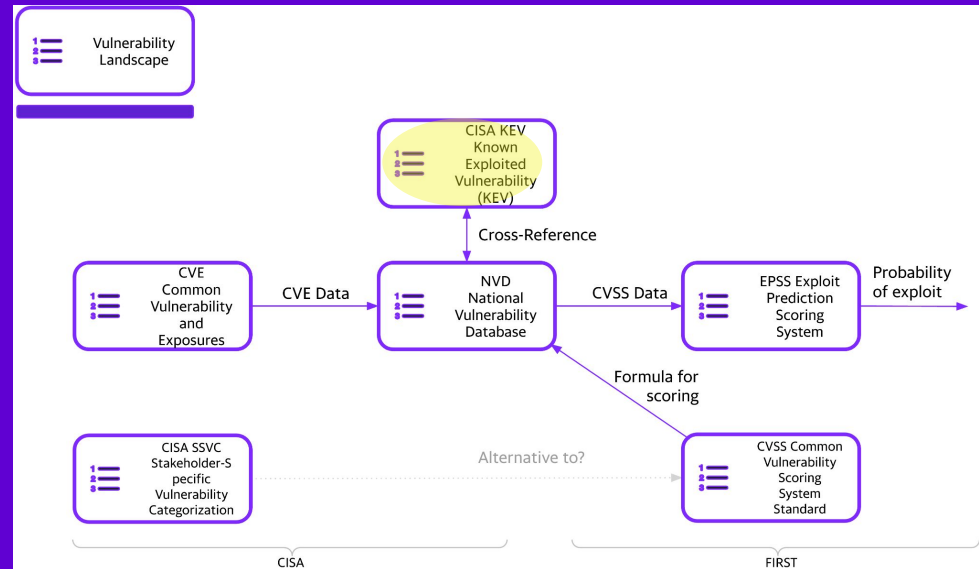 Vulnerability
Landscape
CISA KEV
Known
Exploited
Vulnerability
(KEV)
Cross-Reference
CVE
Common
Vulnerability
and
Exposures
CVE Data
NVD
National
Vulnerability
Database
CVSS Data
EPSS Exploit
Prediction
Scoring
System
Probability
of exploit
Formula for
scoring
CISA SSVC
Stakeholder-S
pecific
Vulnerability
Categorization
Alternative to?
CVSS Common
Vulnerability
Scoring
System
Standard
CISA
FIRST